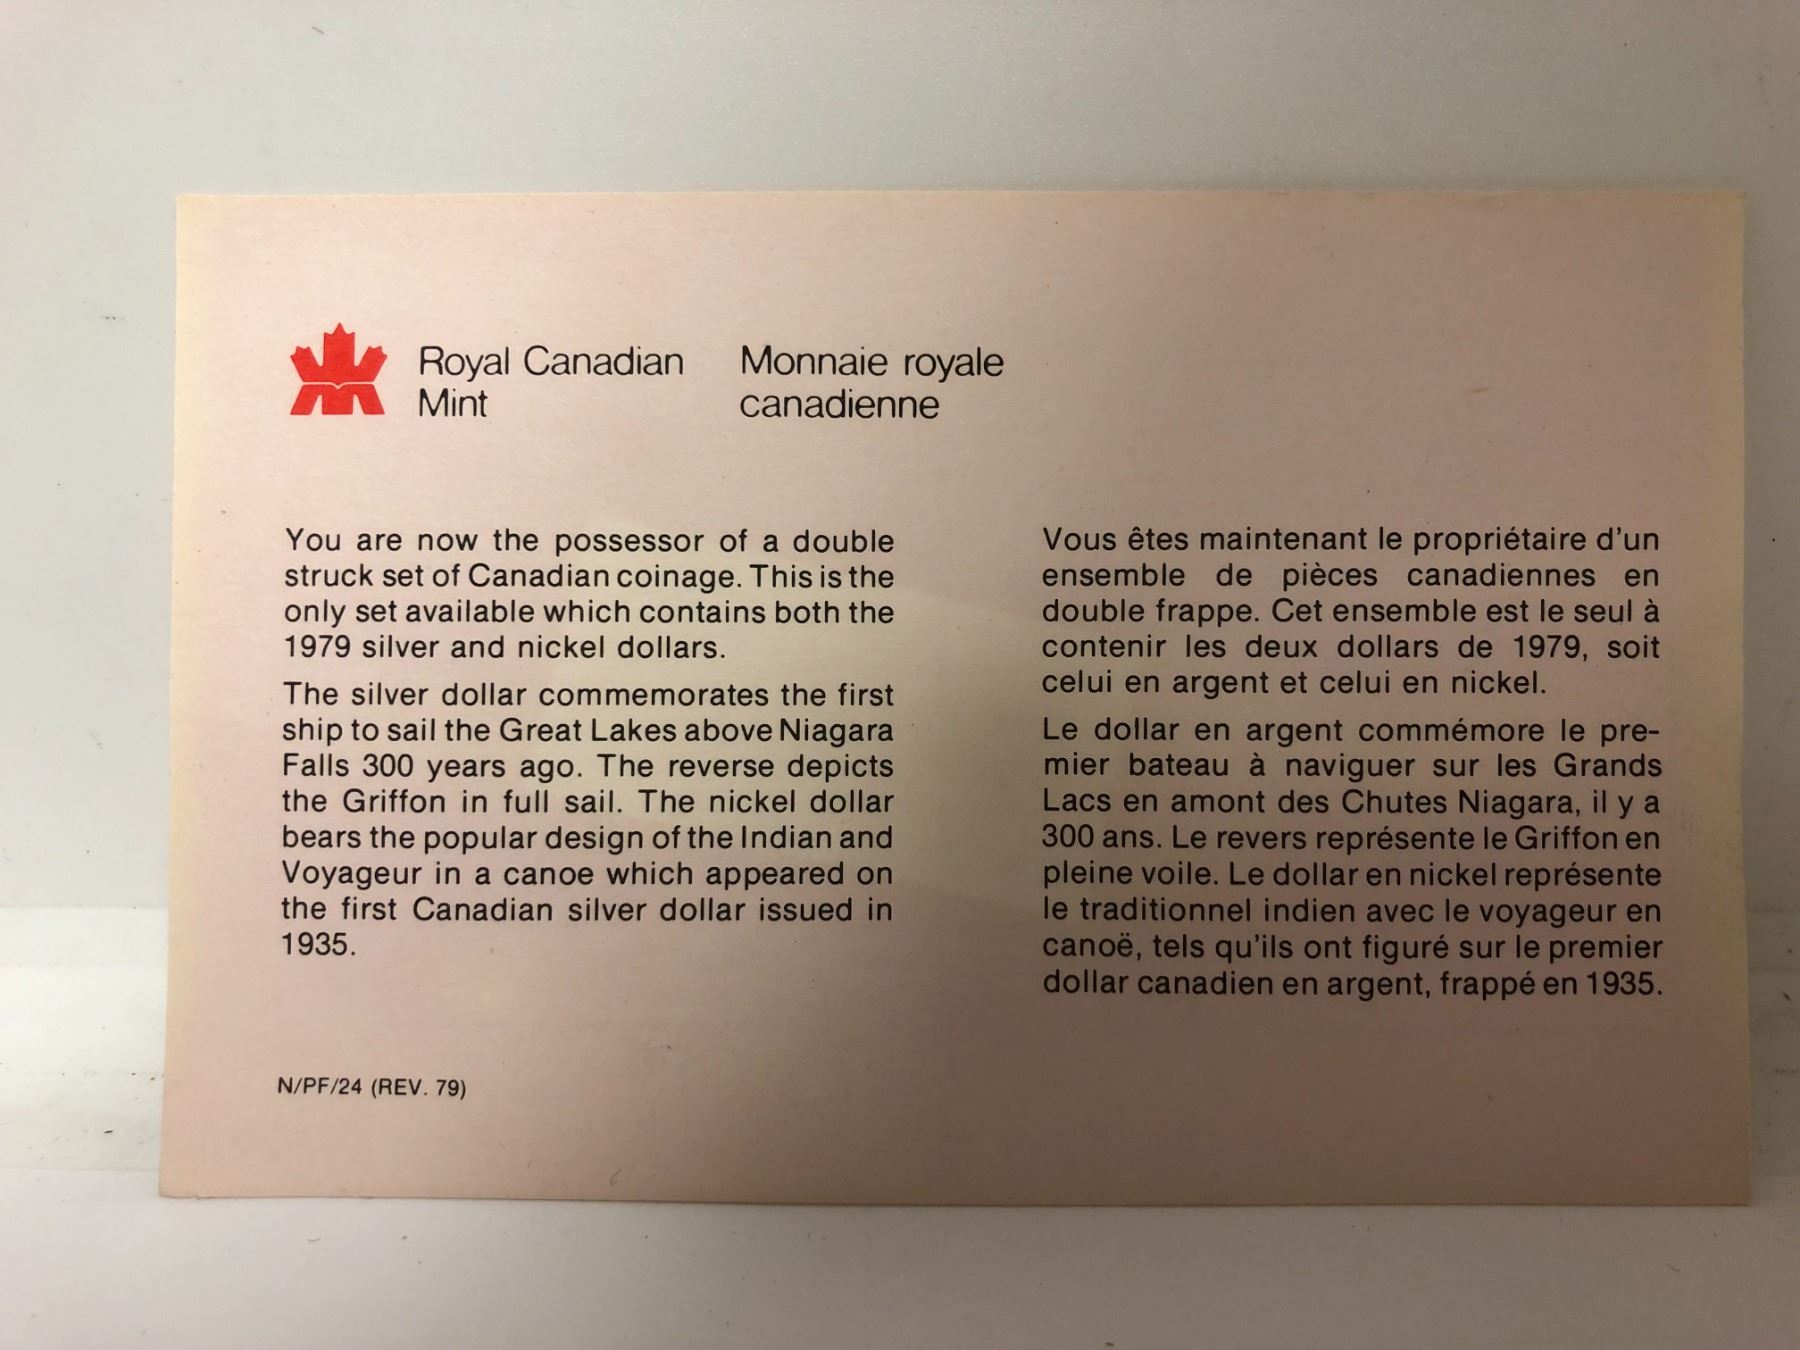 Royal Canadian
Mint
Monnaie royale
canadienne
You are now the possessor of a double
struck set of Canadian coinage. This is the
only set available which contains both the
1979 silver and nickel dollars.
The silver dollar commemorates the first
ship to sail the Great Lakes above Niagara
Falls 300 years ago. The reverse depicts
the Griffon in full sail. The nickel dollar
bears the popular design of the Indian and
Voyageur in a canoe which appeared on
the first Canadian silver dollar issued in
1935.
Vous êtes maintenant le propriétaire d'un
ensemble de pièces canadiennes en
double frappe. Cet ensemble est le seul à
contenir les deux dollars de 1979, soit
celui en argent et celui en nickel.
Le dollar en argent commémore le pre-
mier bateau à naviguer sur les Grands
Lacs en amont des Chutes Niagara, il y a
300 ans. Le revers représente le Griffon en
pleine voile. Le dollar en nickel représente
le traditionnel indien avec le voyageur en
canoë, tels qu'ils ont figuré sur le premier
dollar canadien en argent, frappé en 1935.
N/PF/24 (REV. 79)